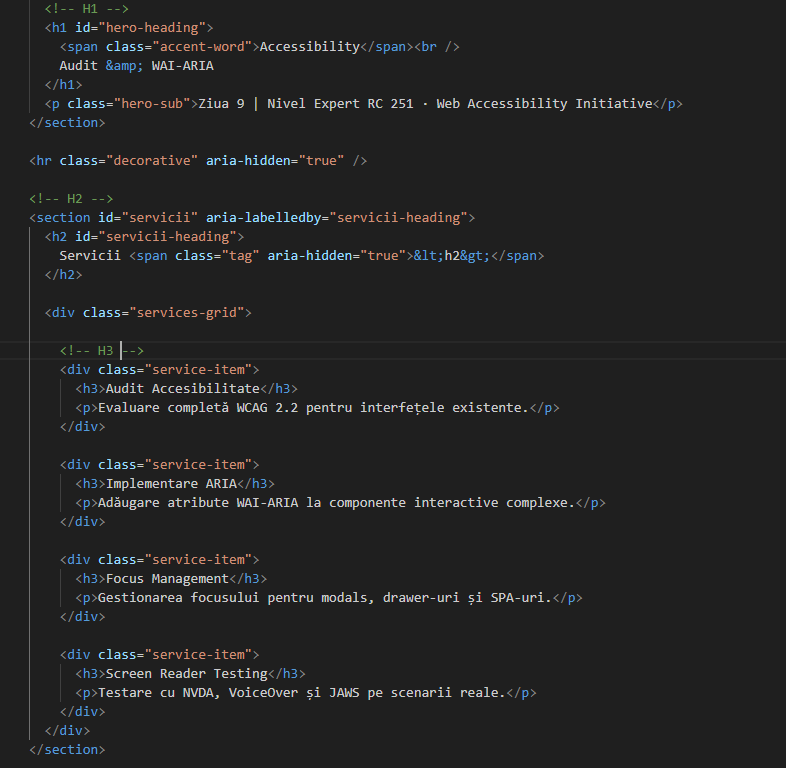 <!-- H1 -->
<h1 id="hero-heading">
<span class="accent-word">Accessibility</span><br />
Audit &amp; WAI-ARIA
</h1>
<p class="hero-sub">Ziua 9 | Nivel Expert RC 251 · Web Accessibility Initiative</p>
</section>
<hr class="decorative" aria-hidden="true" />
<!-- H2 -->
<section id="servicii" aria-labelledby="servicii-heading">
<h2 id="servicii-heading">
Servicii <span class="tag" aria-hidden="true">&lt;h2&gt;</span>
</h2>
<div class="services-grid">
<!-- H3 -->
<div class="service-item">
<h3>Audit Accesibilitate</h3>
<p>Evaluare completă WCAG 2.2 pentru interfețele existente.</p>
</div>
<div class="service-item">
<h3>Implementare ARIA</h3>
<p>Adăugare atribute WAI-ARIA la componente interactive complexe.</p>
</div>
<div class="service-item">
<h3>Focus Management</h3>
<p>Gestionarea focusului pentru modals, drawer-uri și SPA-uri.</p>
</div>
<div class="service-item">
<h3>Screen Reader Testing</h3>
<p>Testare cu NVDA, VoiceOver și JAWS pe scenarii reale.</p>
</div>
</div>
</section>